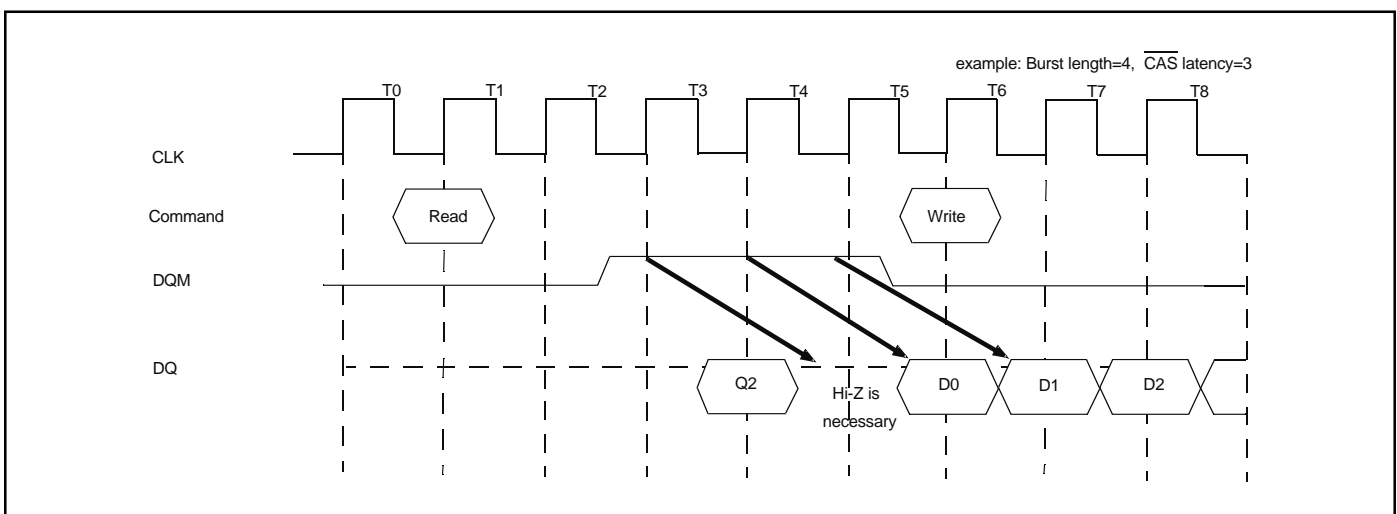 example: Burst length=4, CAS latency=3
T0 T1 T2 T3 T4 T5 T6 T7 T8
CLK
Command Read Write
DQM
DQ Q2 D0 D1 D2
Hi-Z is
necessary